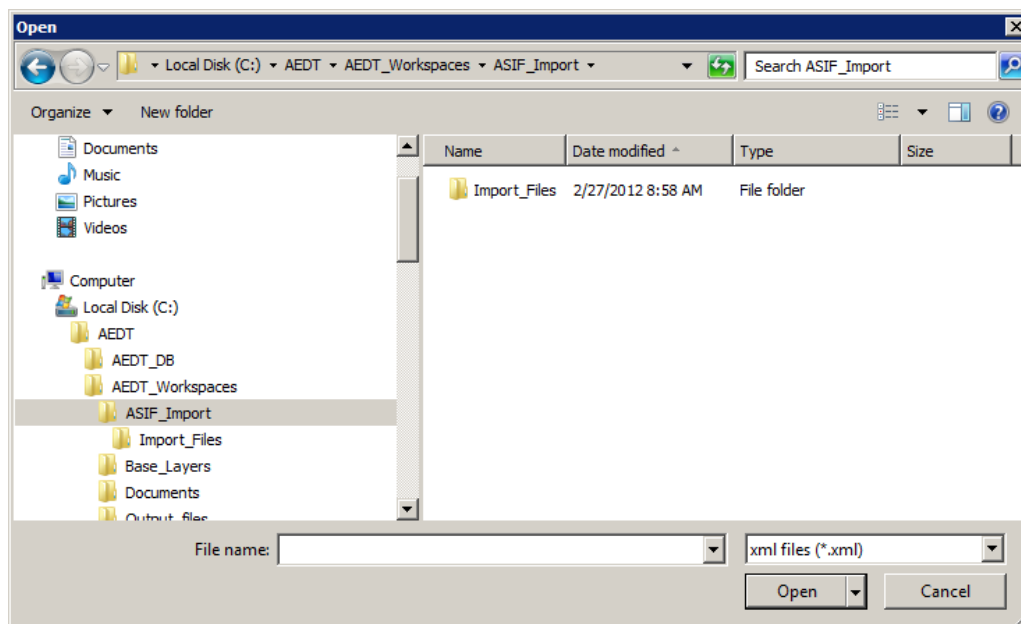 Open
Local Disk (C:) AEDT AEDT_Workspaces ASIF_Import Search ASIF_Import
Organize New folder
Documents
Music
Pictures
Videos
Computer
Local Disk (C:)
AEDT
AEDT_DB
AEDT_Workspaces
ASIF_Import
Import_Files
Base_Layers
Documents
Output_files
Name Date modified Type Size
Import_Files 2/27/2012 8:58 AM File folder
File name: xml files (*.xml)
Open Cancel